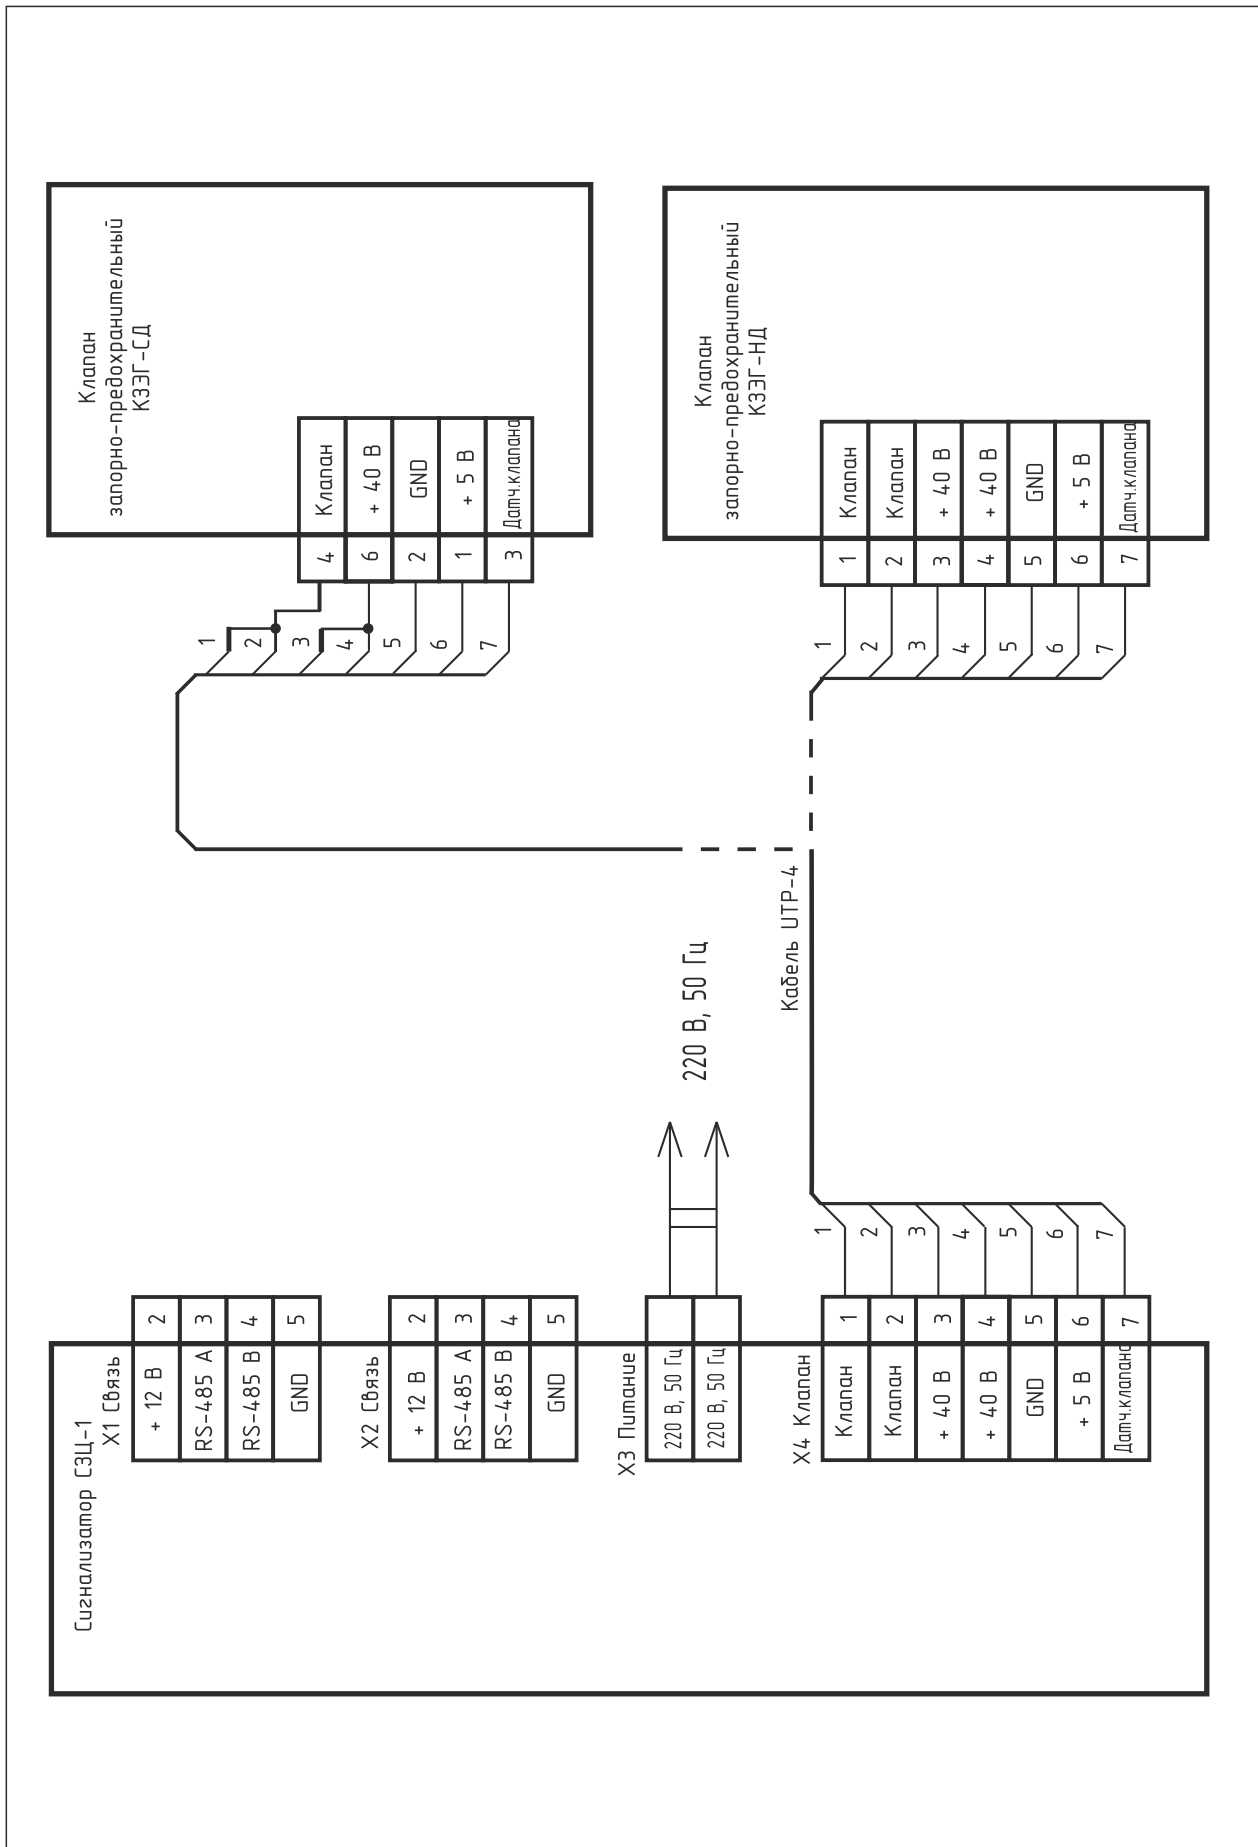 Сигнализатор СЗЦ-1
X1 Связь
+ 12 В 2
RS-485 A 3
RS-485 B 4
GND 5
X2 Связь
+ 12 В 2
RS-485 A 3
RS-485 B 4
GND 5
X3 Питание
220 В, 50 Гц
220 В, 50 Гц
220 В, 50 Гц
X4 Клапан
Клапан 1 1
Клапан 2 2
+ 40 В 3 3
+ 40 В 4 4
GND 5 5
+ 5 В 6 6
Датч.клапана 7 7
Кабель UTP-4
Клапан
запорно-предохранительный
КЗЭГ-СД
1
2 4 Клапан
3
4 6 + 40 В
5 2 GND
6 1 + 5 В
7 3 Датч.клапана
Клапан
запорно-предохранительный
КЗЭГ-НД
1 1 Клапан
2 2 Клапан
3 3 + 40 В
4 4 + 40 В
5 5 GND
6 6 + 5 В
7 7 Датч.клапана